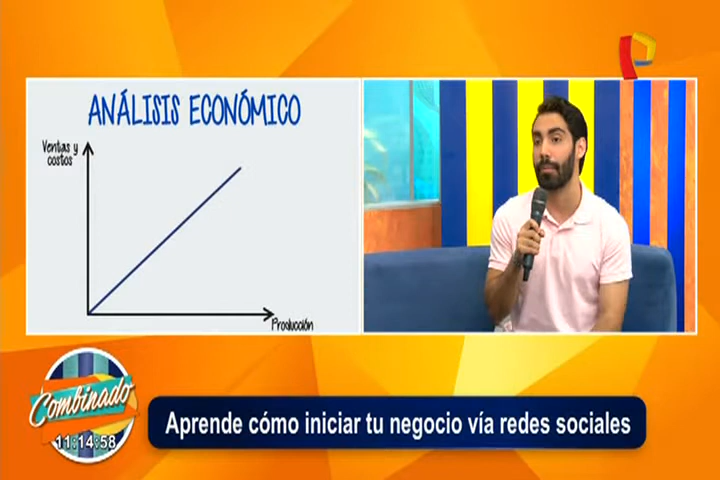 ANÁLISIS ECONÓMICO
Ventas y
costos
Producción
Combinado
11:14:58
Aprende cómo iniciar tu negocio vía redes sociales